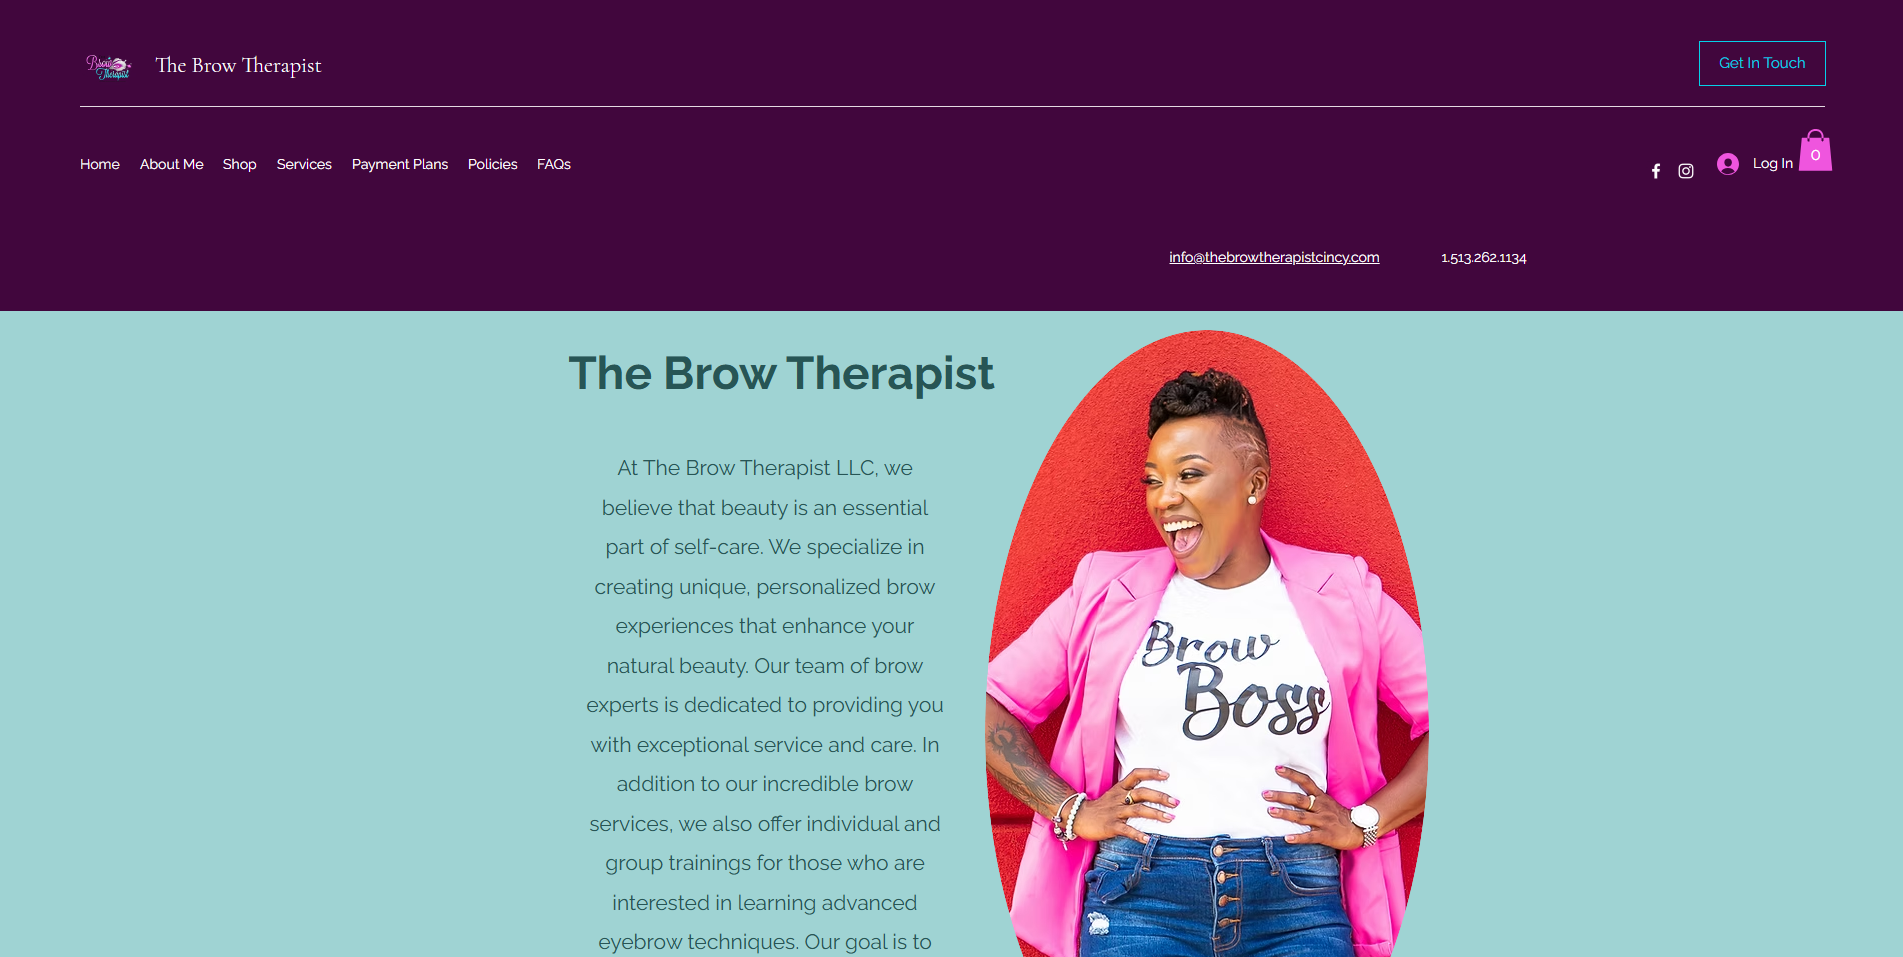 Brow
Therapist
The Brow Therapist
Get In Touch
Home About Me Shop Services Payment Plans Policies FAQs
Log In
0
info@thebrowtherapistcincy.com 1.513.262.1134
The Brow Therapist
At The Brow Therapist LLC, we
believe that beauty is an essential
part of self-care. We specialize in
creating unique, personalized brow
experiences that enhance your
natural beauty. Our team of brow
experts is dedicated to providing you
with exceptional service and care. In
addition to our incredible brow
services, we also offer individual and
group trainings for those who are
interested in learning advanced
eyebrow techniques. Our goal is to
Brow
Boss